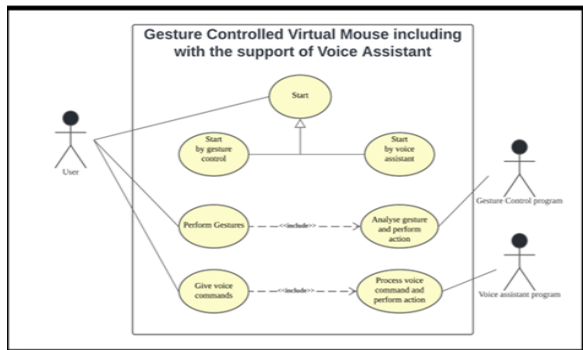 Gesture Controlled Virtual Mouse including
with the support of Voice Assistant
Start
Start
by gesture
control
Start
by voice
assistant
User
Gesture Control program
Perform Gestures
<<include>>
Analyse gesture
and perform
action
Give voice
commands
<<include>>
Process voice
command and
perform action
Voice assistant program